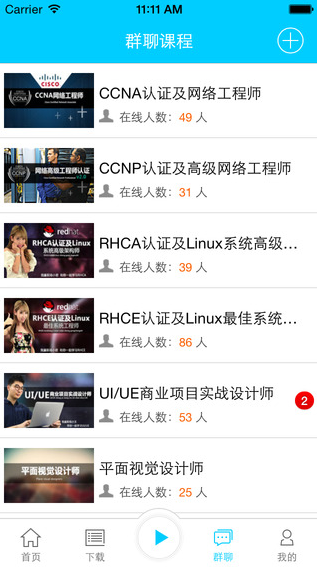 Carrier 11:11 AM
群聊课程
CISCO
CCNA
CCNA网络工程师
CCNA认证及网络工程师
在线人数：49 人
CCNP
网络高级工程师认证
CCNP认证及高级网络工程师
在线人数：31 人
redhat
RHCA认证及Linux
系统高级架构师
RHCA认证及Linux系统高级…
在线人数：39 人
redhat
RHCE认证及Linux
最佳系统工程师
RHCE认证及Linux最佳系统…
在线人数：86 人
UI/UE商业项目实战设计师
UI/UE商业项目实战设计师
在线人数：53 人
2
平面视觉设计师
平面视觉设计师
在线人数：25 人
首页
下载
群聊
我的